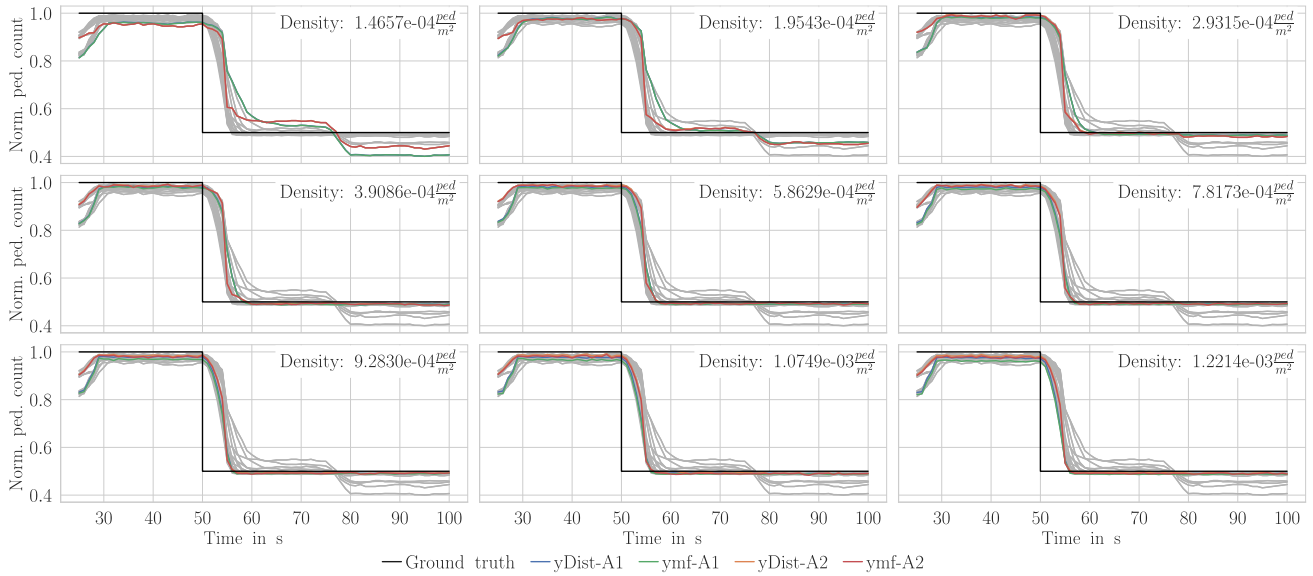 1.0 0.8 0.6 0.4
Norm. ped. count
Density: 1.4657e-04 ped/m²
Density: 1.9543e-04 ped/m²
Density: 2.9315e-04 ped/m²
1.0 0.8 0.6 0.4
Norm. ped. count
Density: 3.9086e-04 ped/m²
Density: 5.8629e-04 ped/m²
Density: 7.8173e-04 ped/m²
1.0 0.8 0.6 0.4
Norm. ped. count
Density: 9.2830e-04 ped/m²
Density: 1.0749e-03 ped/m²
Density: 1.2214e-03 ped/m²
30 40 50 60 70 80 90 100
30 40 50 60 70 80 90 100
30 40 50 60 70 80 90 100
Time in s
Time in s
Time in s
Ground truth yDist-A1 ymf-A1 yDist-A2 ymf-A2